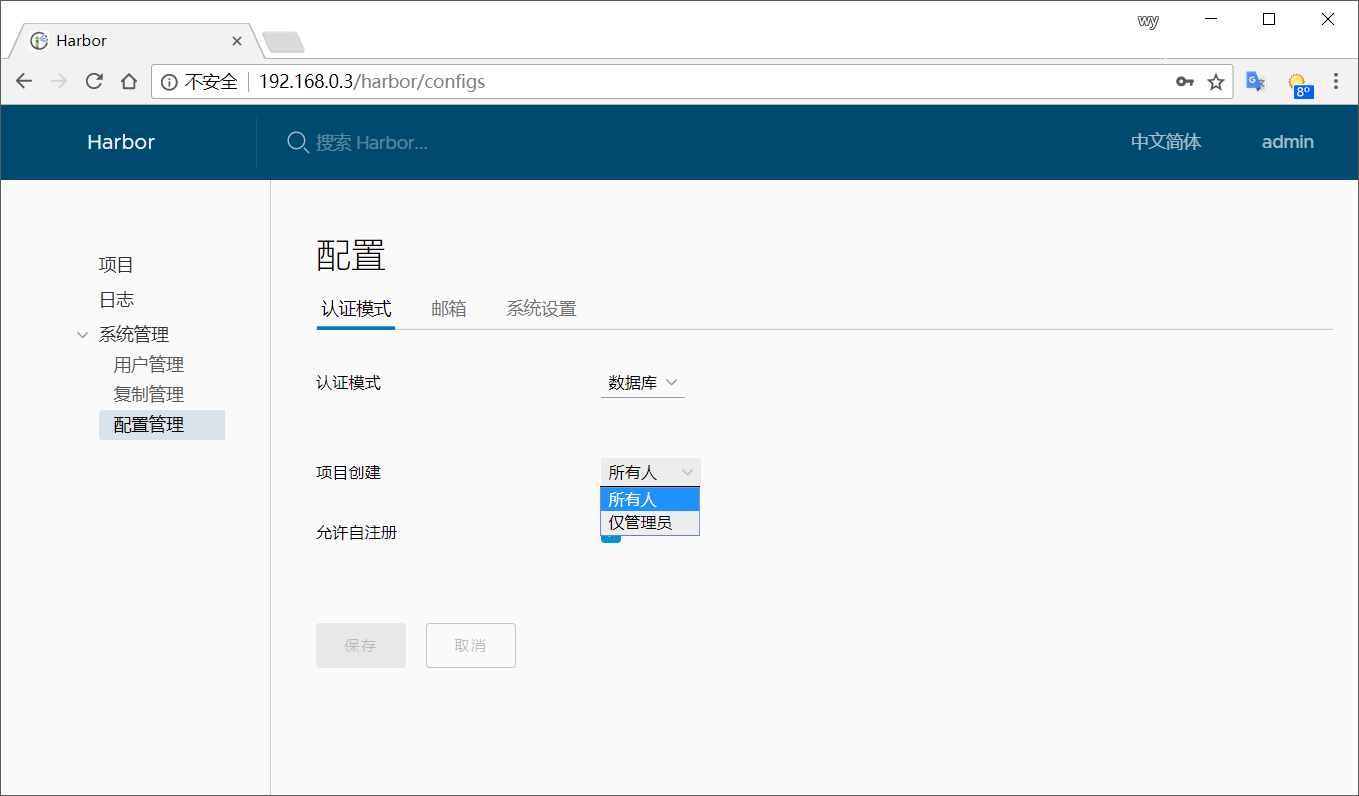 wy
Harbor
不安全 192.168.0.3/harbor/configs
8°
Harbor 搜索 Harbor... 中文简体 admin
项目
日志
系统管理
用户管理
复制管理
配置管理
配置
认证模式 邮箱 系统设置
认证模式 数据库
项目创建 所有人
所有人
仅管理员
允许自注册
保存 取消